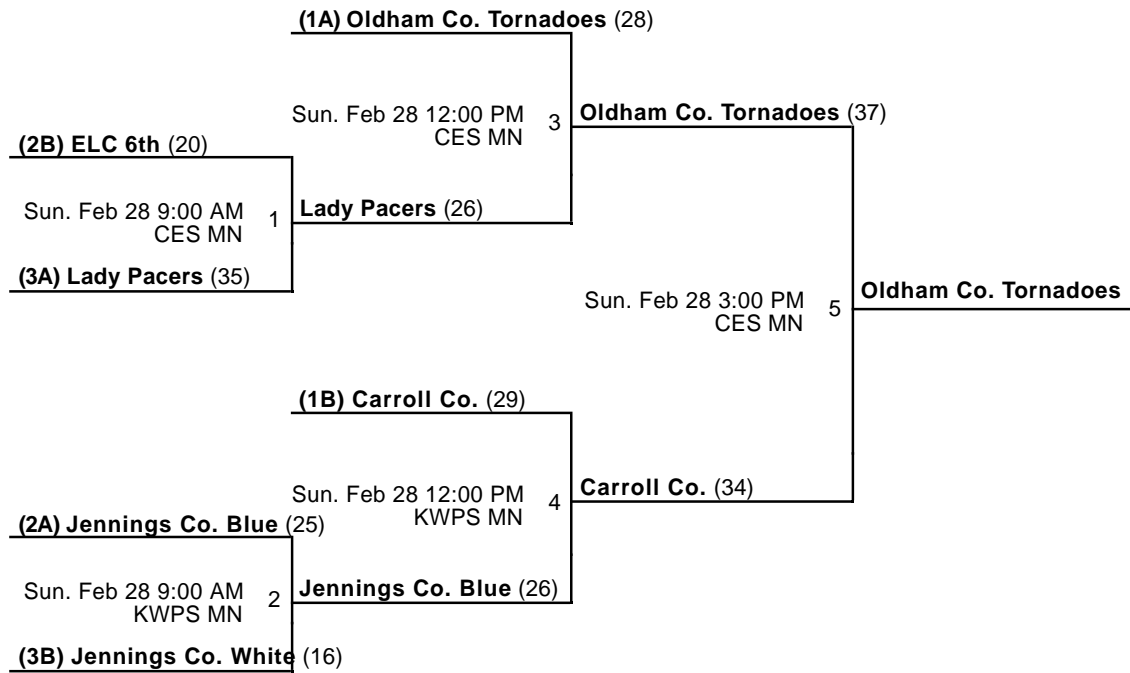 (1A) Oldham Co. Tornadoes (28)
Sun. Feb 28 12:00 PM
CES MN
3
Oldham Co. Tornadoes (37)
(2B) ELC 6th (20)
Sun. Feb 28 9:00 AM
CES MN
1
Lady Pacers (26)
(3A) Lady Pacers (35)
Sun. Feb 28 3:00 PM
CES MN
5
Oldham Co. Tornadoes
(1B) Carroll Co. (29)
Sun. Feb 28 12:00 PM
KWPS MN
4
Carroll Co. (34)
(2A) Jennings Co. Blue (25)
Sun. Feb 28 9:00 AM
KWPS MN
2
Jennings Co. Blue (26)
(3B) Jennings Co. White (16)